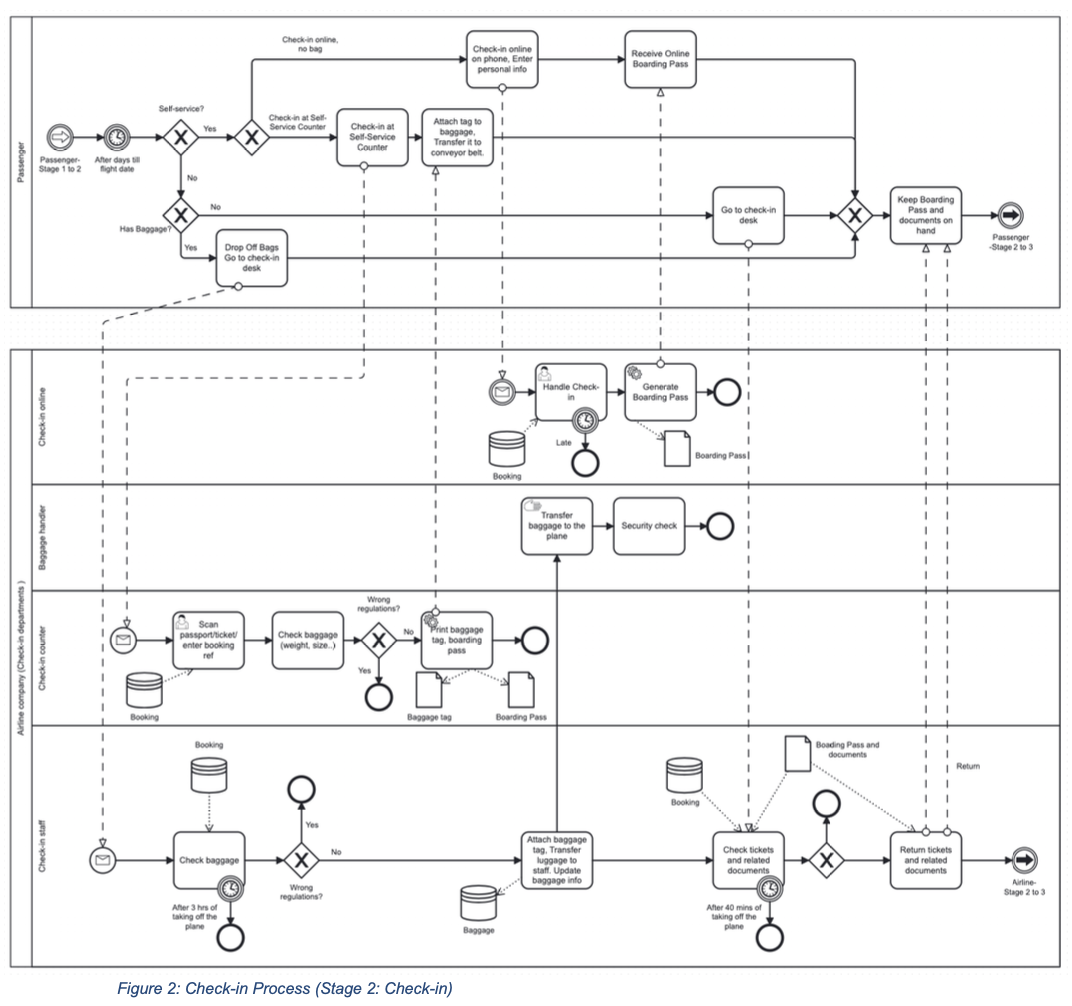 Passenger
Check-in online,
no bag
Check-in online
on phone, Enter
personal info
Receive Online
Boarding Pass
Self-service?
Yes
Check-in at Self-
Service Counter
Check-in at
Self-Service
Counter
Attach tag to
baggage,
Transfer it to
conveyor belt.
Passenger-
Stage 1 to 2
After days till
flight date
No
Has Baggage?
No
Yes
Drop Off Bags
Go to check-in
desk
Go to check-in
desk
Keep Boarding
Pass and
documents on
hand
Passenger
-Stage 2 to 3
Airline company (Check-in departments )
Check-in online
Handle Check-
in
Generate
Boarding Pass
Late
Booking
Boarding Pass
Baggage handler
Transfer
baggage to the
plane
Security check
Check-in counter
Scan
passport/ticket/
enter booking
ref
Check baggage
(weight, size..)
Wrong
regulations?
No
Yes
Print baggage
tag, boarding
pass
Booking
Baggage tag
Boarding Pass
Check-in staff
Booking
Check baggage
After 3 hrs of
taking off the
plane
Yes
No
Wrong
regulations?
Attach baggage
tag, Transfer
luggage to
staff. Update
baggage info
Baggage
Booking
Boading Pass and
documents
Check tickets
and related
documents
After 40 mins of
taking off the
plane
Return
Return tickets
and related
documents
Airline-
Stage 2 to 3
Figure 2: Check-in Process (Stage 2: Check-in)